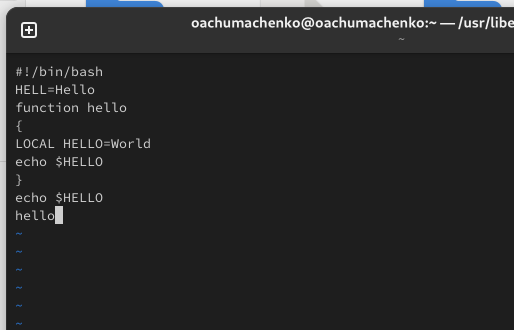 oachumachenko@oachumachenko:~ — /usr/libe
~
#!/bin/bash
HELL=Hello
function hello
{
LOCAL HELLO=World
echo $HELLO
}
echo $HELLO
hello
~
~
~
~
~
~